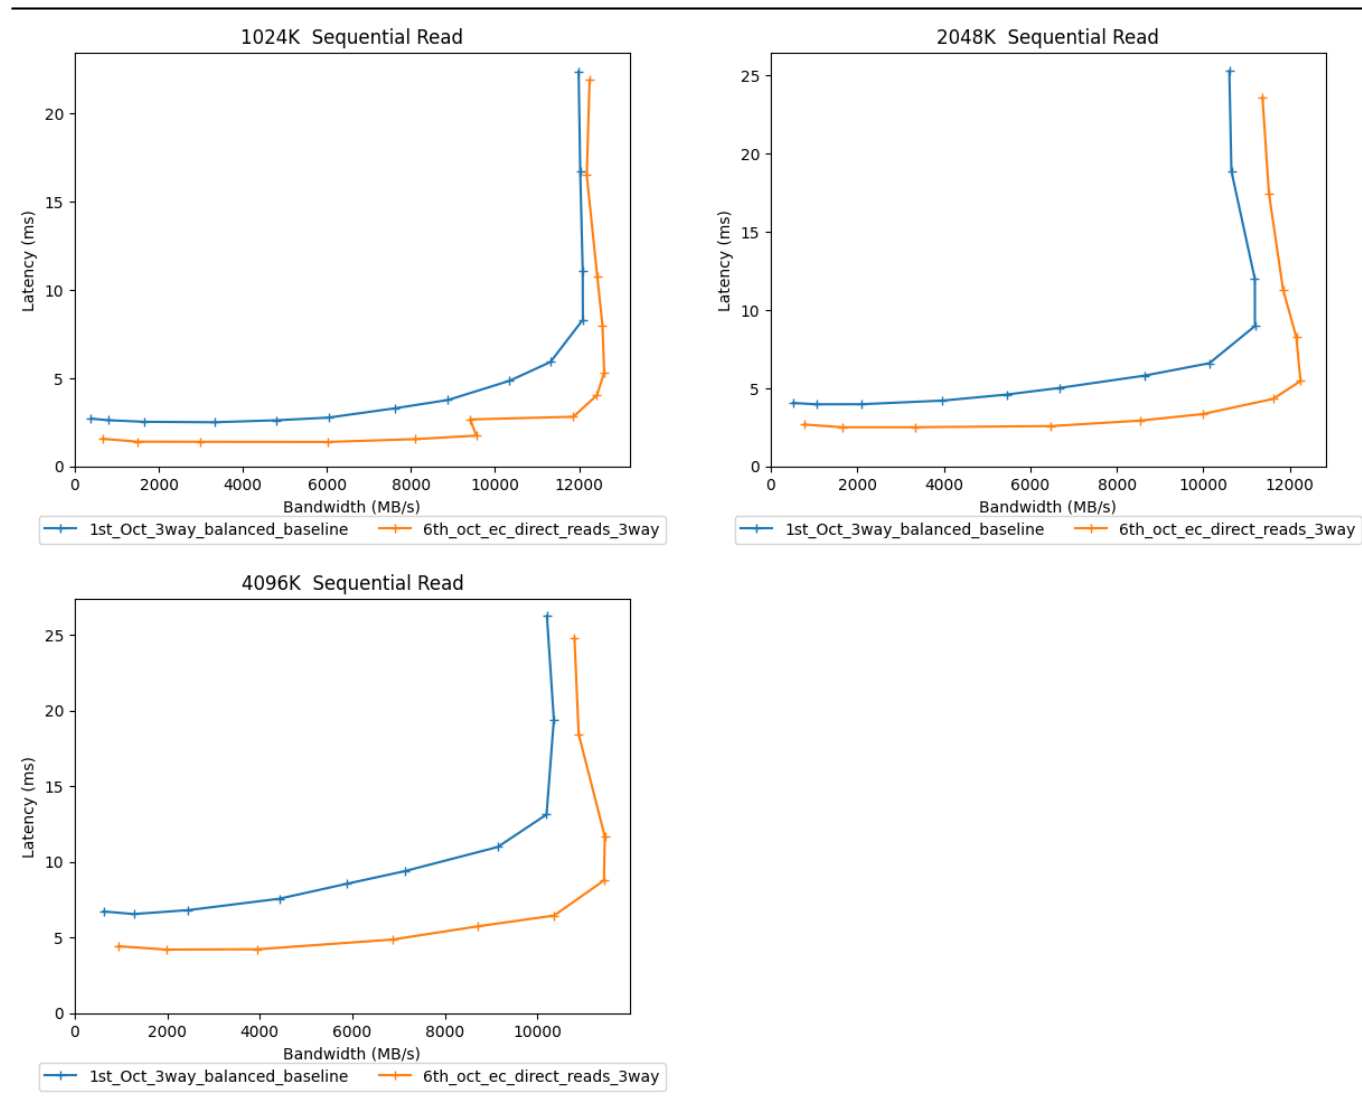 1024K  Sequential Read
20
15
10
5
0
Latency (ms)
0 2000 4000 6000 8000 10000 12000
Bandwidth (MB/s)
1st_Oct_3way_balanced_baseline 6th_oct_ec_direct_reads_3way
2048K  Sequential Read
25
20
15
10
5
0
Latency (ms)
0 2000 4000 6000 8000 10000 12000
Bandwidth (MB/s)
1st_Oct_3way_balanced_baseline 6th_oct_ec_direct_reads_3way
4096K  Sequential Read
25
20
15
10
5
0
Latency (ms)
0 2000 4000 6000 8000 10000
Bandwidth (MB/s)
1st_Oct_3way_balanced_baseline 6th_oct_ec_direct_reads_3way